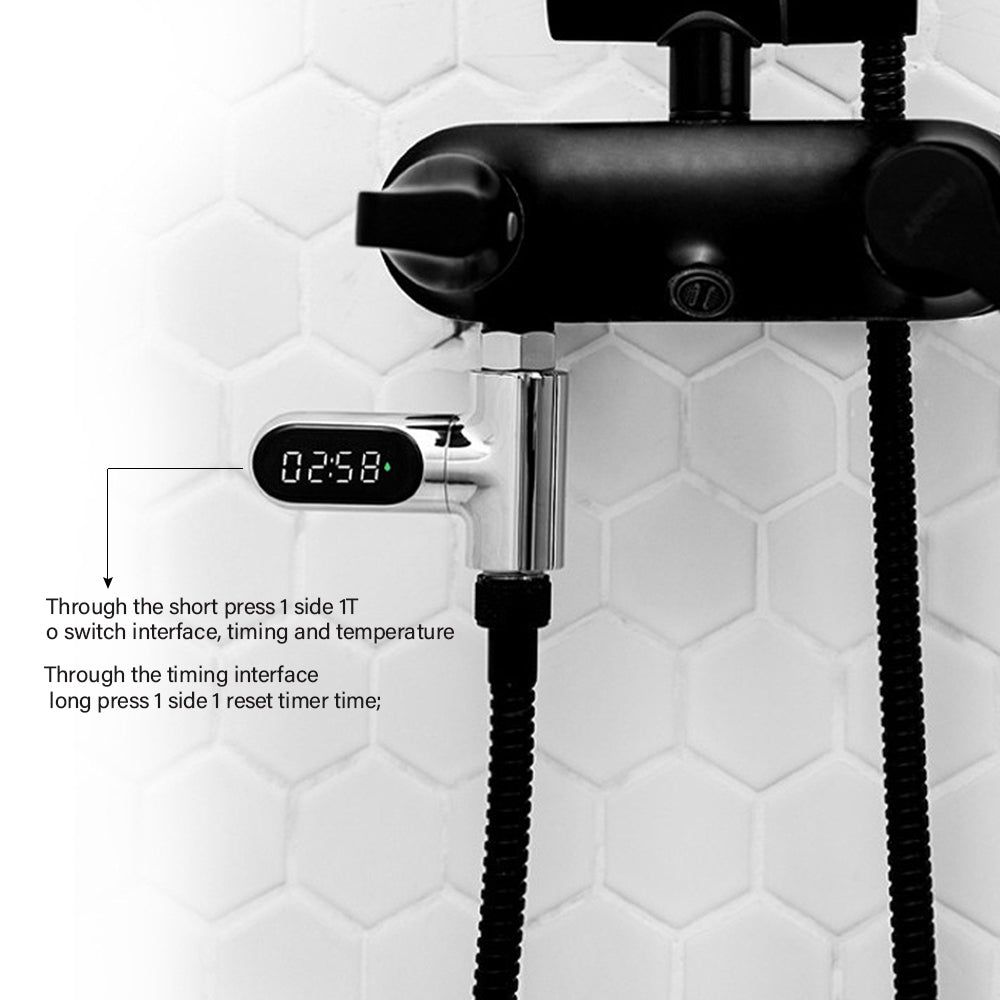 02:58
Through the short press 1 side 1T
o switch interface, timing and temperature
Through the timing interface
long press 1 side 1 reset timer time;